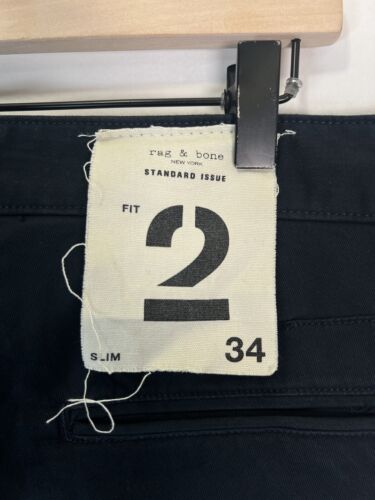 rag & bone
NEW YORK
STANDARD ISSUE
FIT
2
SLIM
34